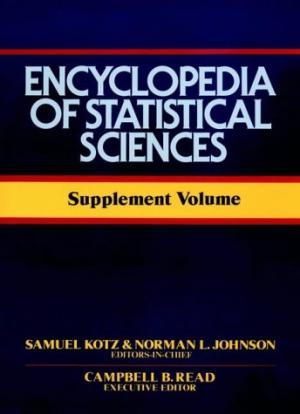 ENCYCLOPEDIA
OF STATISTICAL
SCIENCES
Supplement Volume
SAMUEL KOTZ & NORMAN L. JOHNSON
EDITORS-IN-CHIEF
CAMPBELL B. READ
EXECUTIVE EDITOR